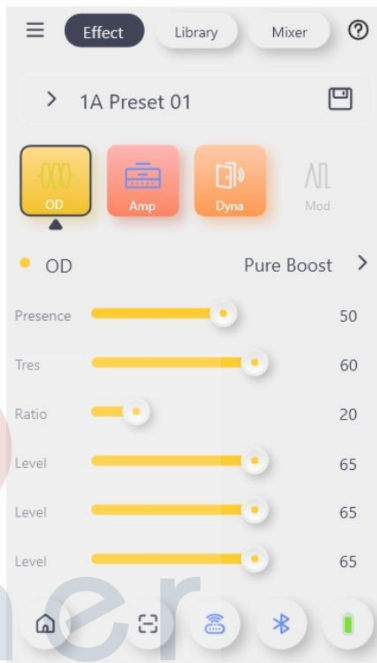 Effect Library Mixer
1A Preset 01
OD Amp Dyna Mod
OD Pure Boost
Presence 50
Tres 60
Ratio 20
Level 65
Level 65
Level 65